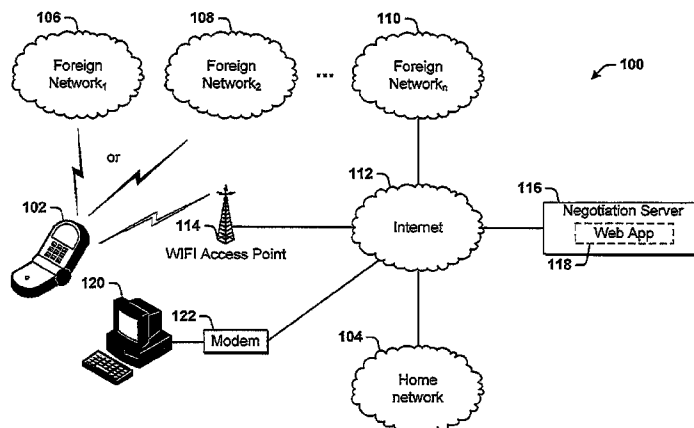 106
108
110
Foreign
Network1
Foreign
Network2
...
Foreign
Networkn
100
or
112
116
102
114
Internet
Negotiation Server
Web App
118
WIFI Access Point
120
122
Modem
104
Home
network